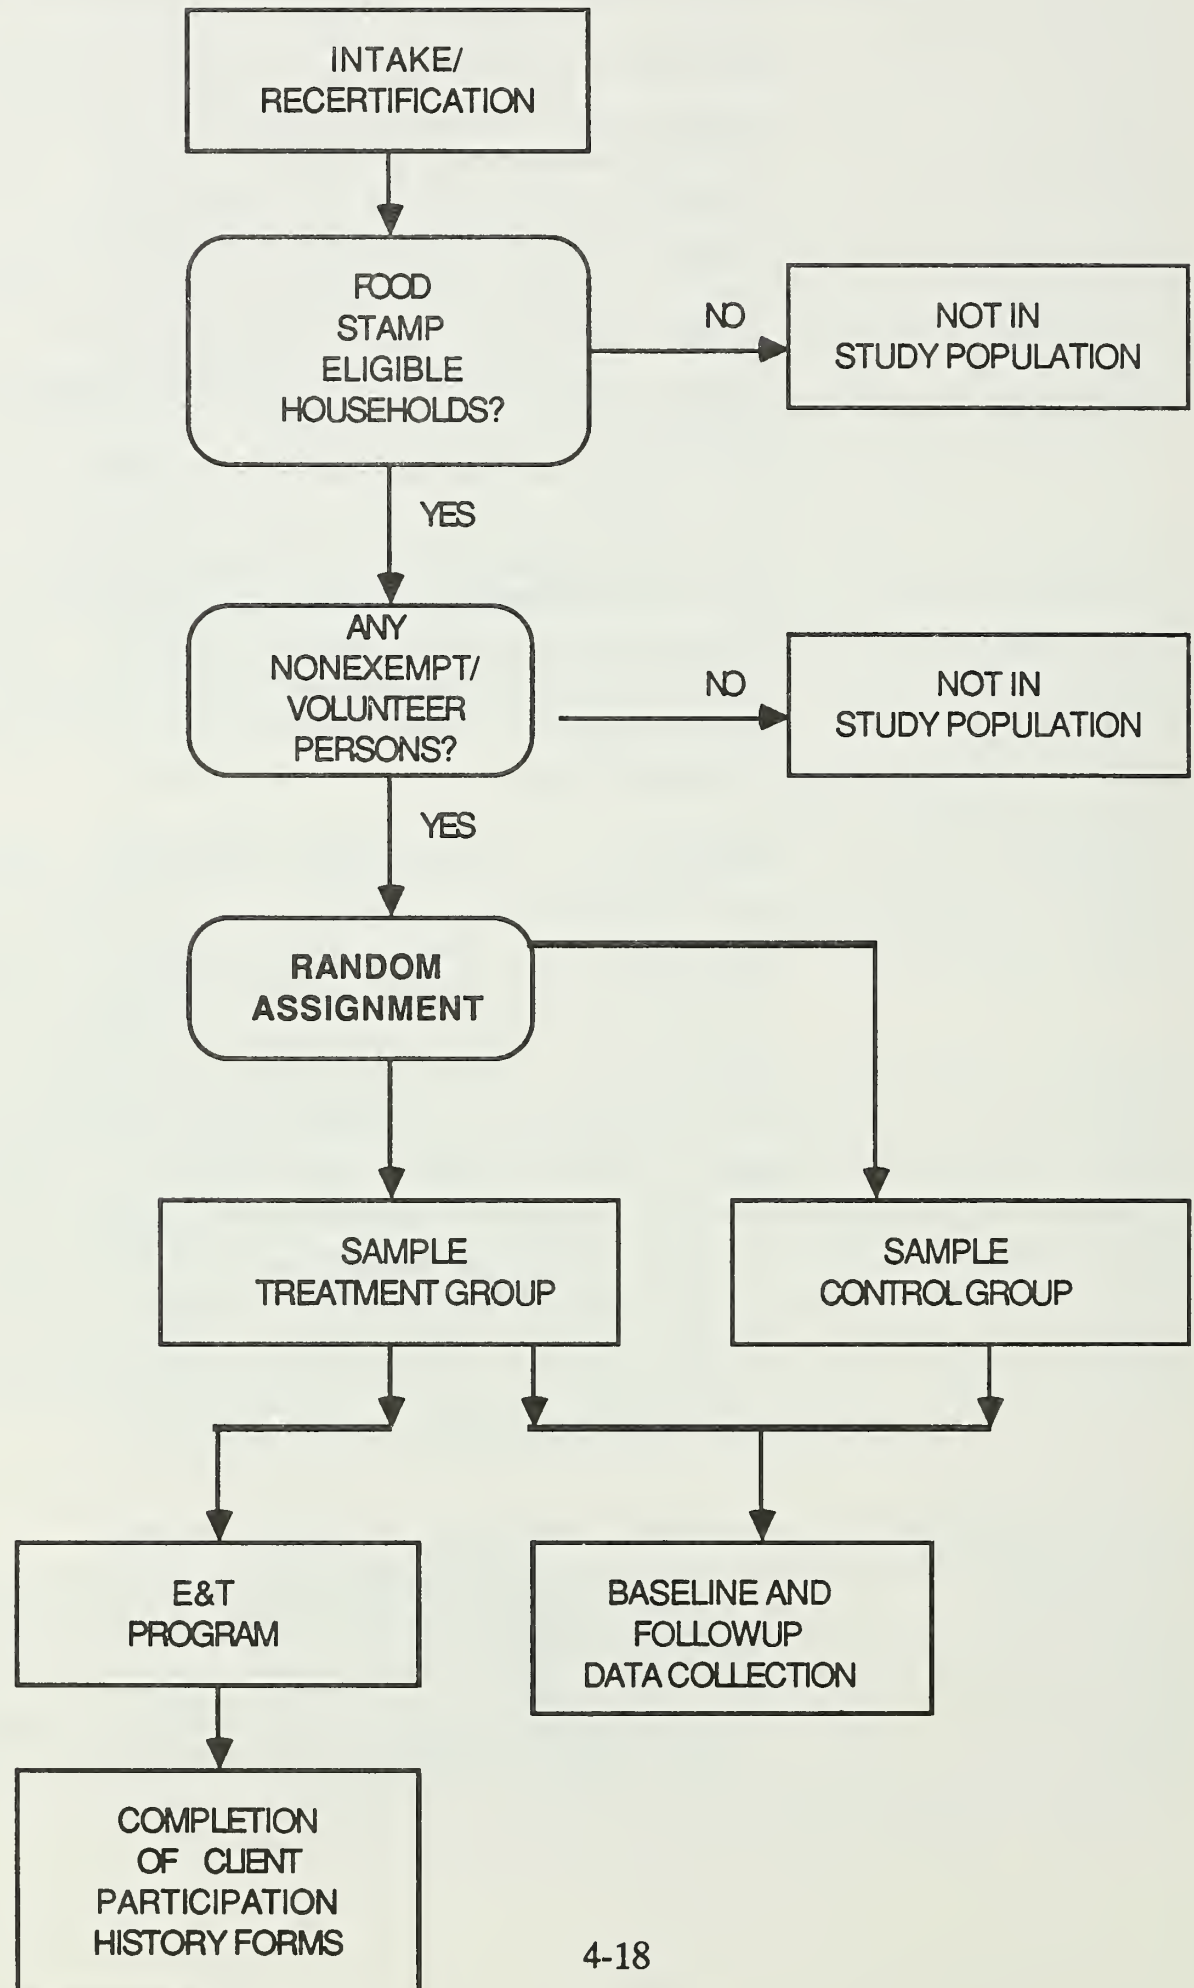 INTAKE/
RECERTIFICATION
FOOD
STAMP
ELIGIBLE
HOUSEHOLDS?
NO
NOT IN
STUDY POPULATION
YES
ANY
NONEXEMPT/
VOLUNTEER
PERSONS?
NO
NOT IN
STUDY POPULATION
YES
RANDOM
ASSIGNMENT
SAMPLE
TREATMENT GROUP
SAMPLE
CONTROL GROUP
E&T
PROGRAM
BASELINE AND
FOLLOWUP
DATA COLLECTION
COMPLETION
OF CLIENT
PARTICIPATION
HISTORY FORMS
4-18